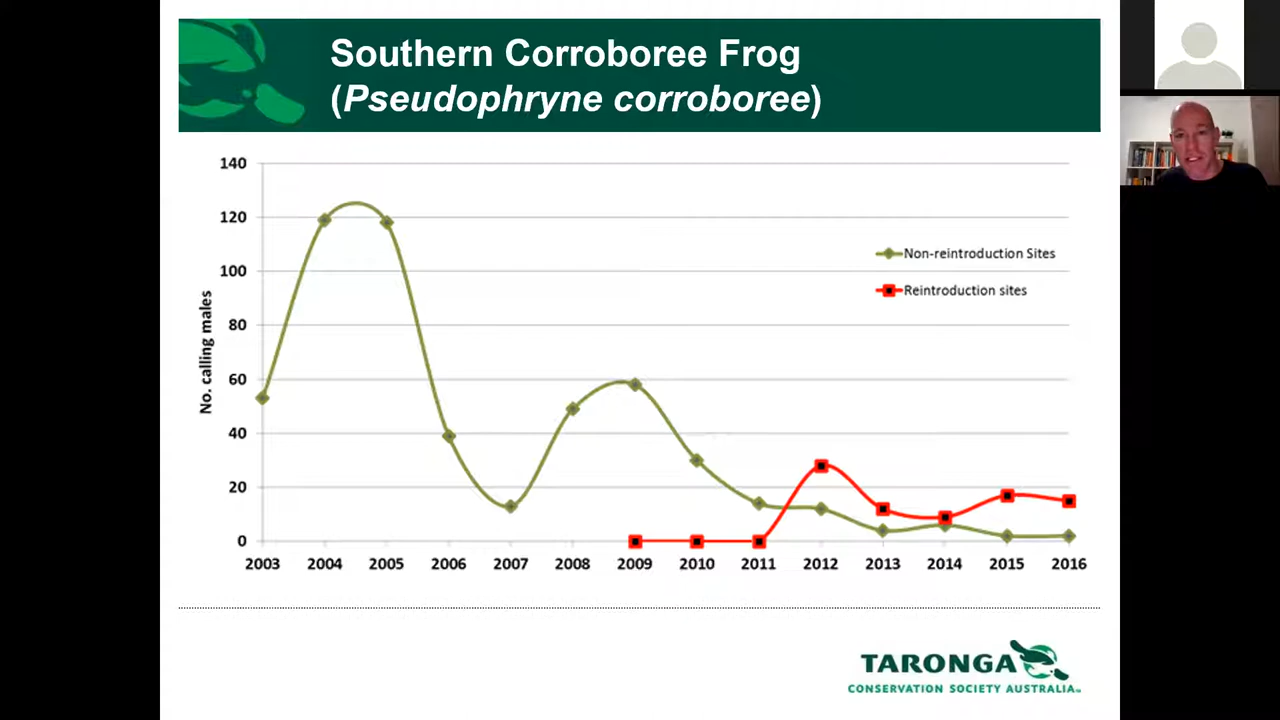 Southern Corroboree Frog
(Pseudophryne corroboree)
140
120
100
80
60
40
20
0
No. calling males
Non-reintroduction Sites
Reintroduction sites
2003 2004 2005 2006 2007 2008 2009 2010 2011 2012 2013 2014 2015 2016
TARONGA
CONSERVATION SOCIETY AUSTRALIA